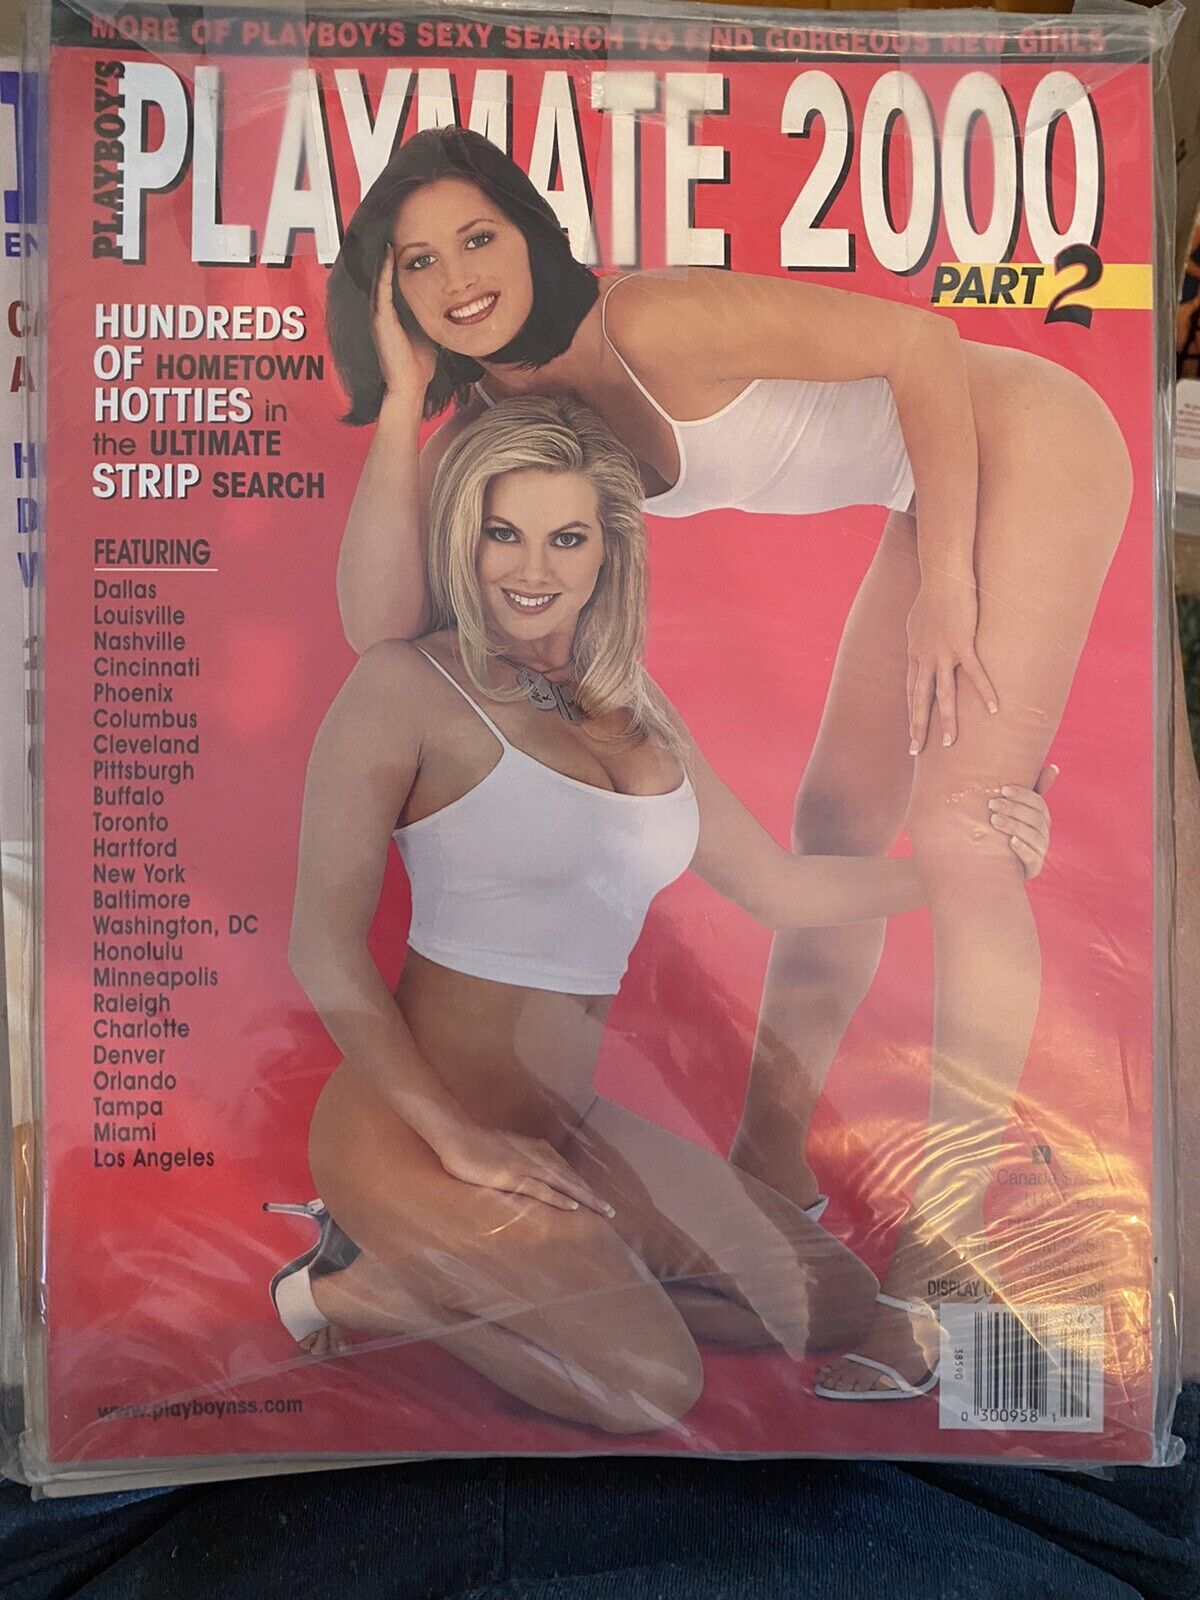 MORE OF PLAYBOY'S SEXY SEARCH TO FIND GORGEOUS NEW GIRLS
PLAYBOY'S
PLAYMATE 2000
PART 2
HUNDREDS
OF HOMETOWN
HOTTIES in
the ULTIMATE
STRIP SEARCH
FEATURING
Dallas
Louisville
Nashville
Cincinnati
Phoenix
Columbus
Cleveland
Pittsburgh
Buffalo
Toronto
Hartford
New York
Baltimore
Washington, DC
Honolulu
Minneapolis
Raleigh
Charlotte
Denver
Orlando
Tampa
Miami
Los Angeles
www.playboynss.com
Canada
DISPLAY
38590
0 300958 1